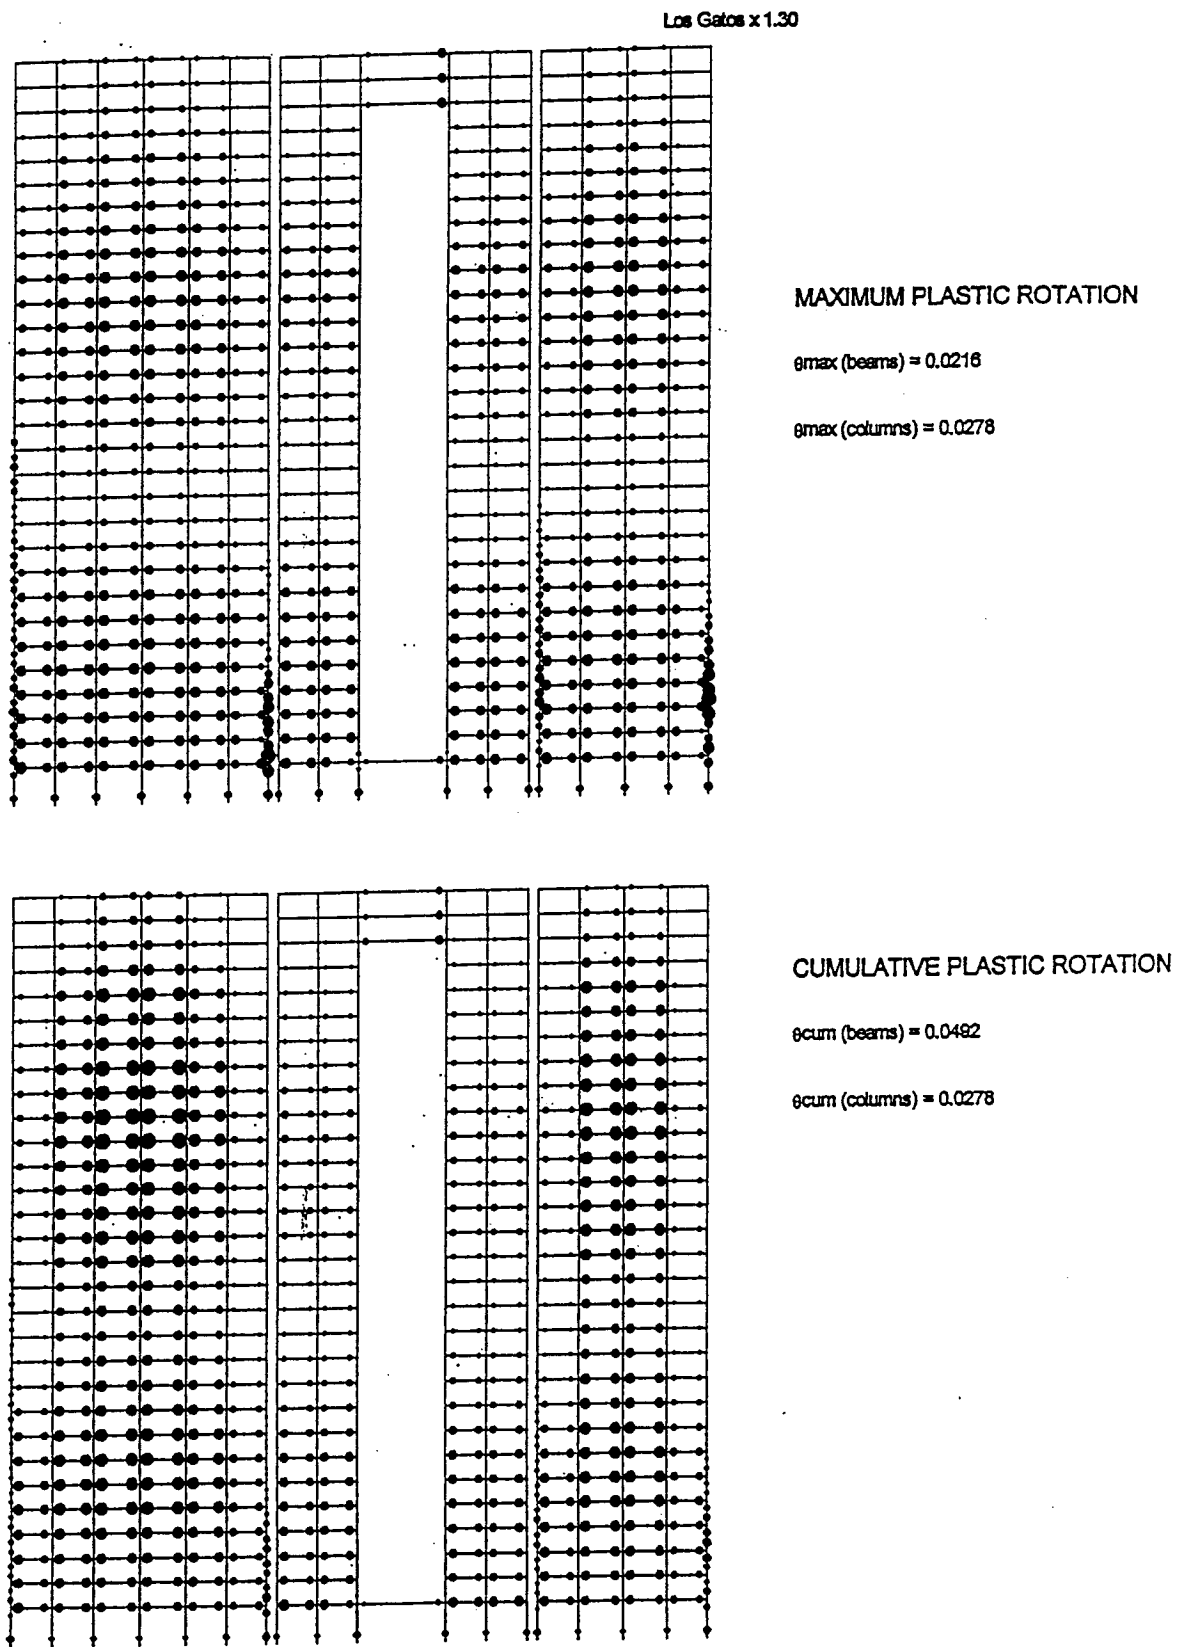 Los Gatos x 1.30
MAXIMUM PLASTIC ROTATION
θmax (beams) = 0.0216
θmax (columns) = 0.0278
CUMULATIVE PLASTIC ROTATION
θcum (beams) = 0.0492
θcum (columns) = 0.0278